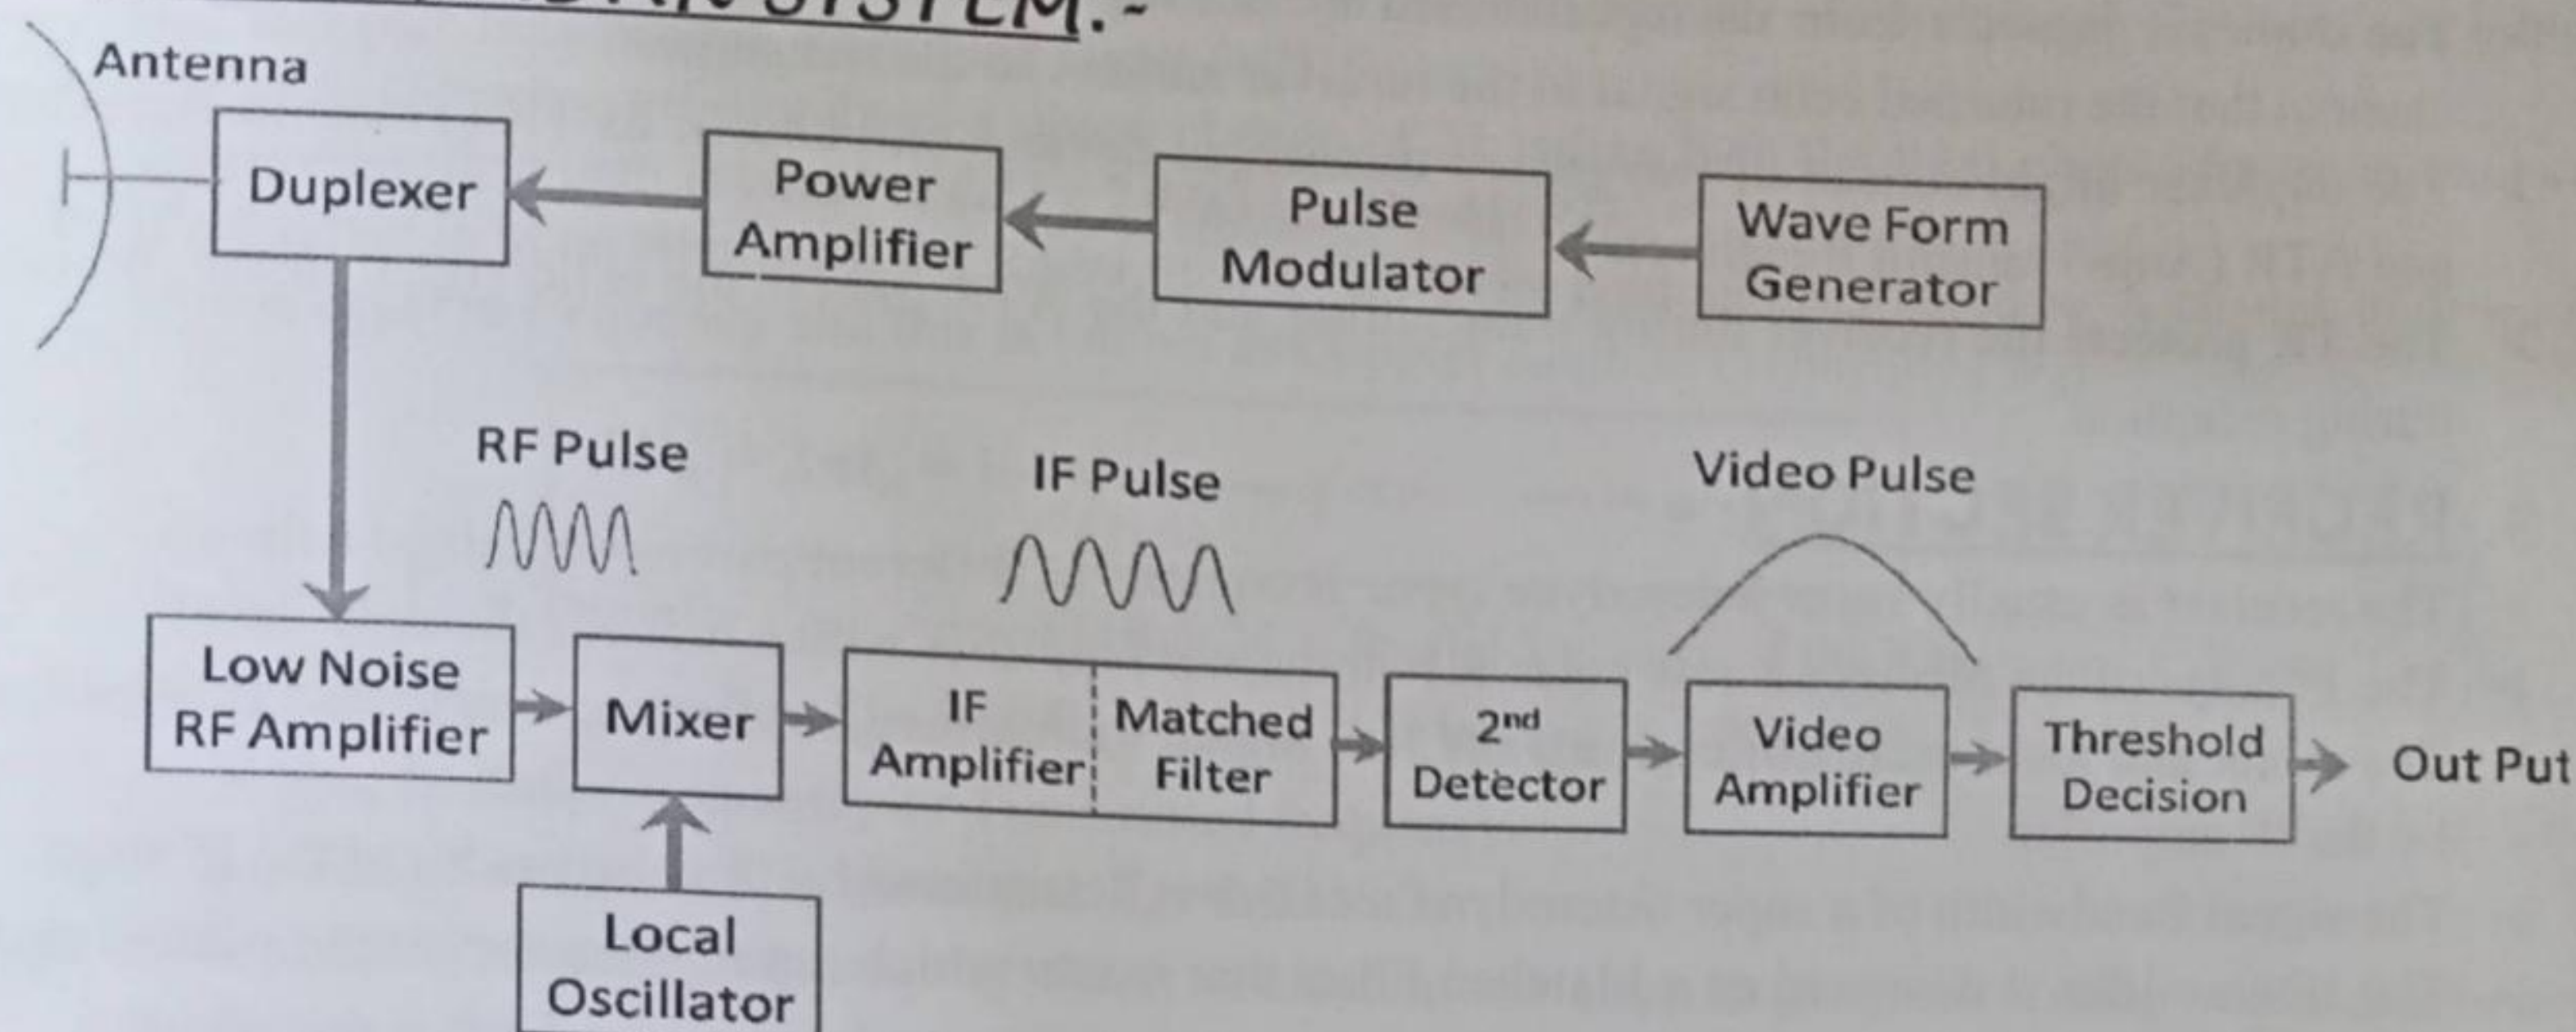 SYSTEM.-
Antenna
Duplexer
Power
Amplifier
Pulse
Modulator
Wave Form
Generator
RF Pulse
IF Pulse
Video Pulse
Low Noise
RF Amplifier
Mixer
IF
Amplifier
Matched
Filter
2nd
Detector
Video
Amplifier
Threshold
Decision
Out Put
Local
Oscillator